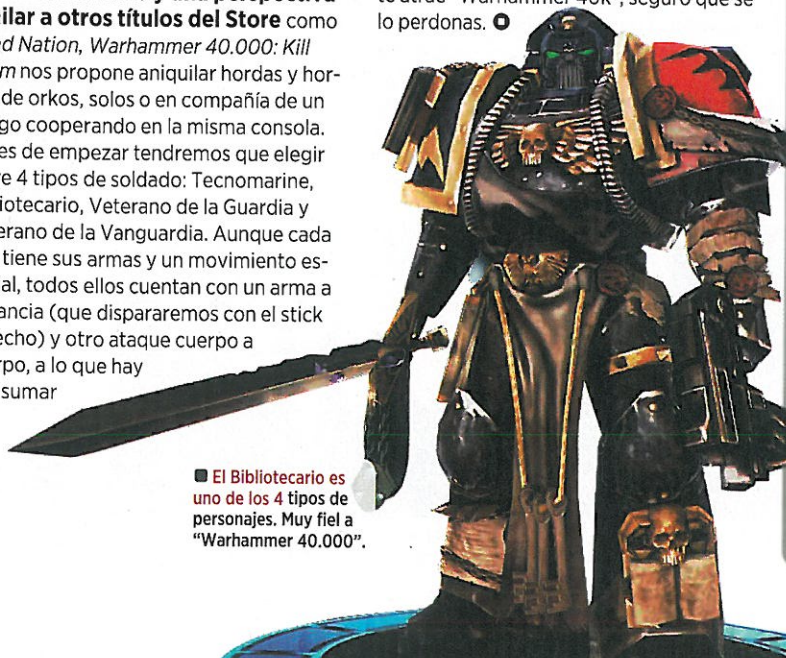 ilar a otros títulos del Store como
d Nation, Warhammer 40.000: Kill
m nos propone aniquilar hordas y hor-
de orkos, solos o en compañía de un
go cooperando en la misma consola.
es de empezar tendremos que elegir
e 4 tipos de soldado: Tecnomarine,
iotecario, Veterano de la Guardia y
erano de la Vanguardia. Aunque cada
tiene sus armas y un movimiento es-
al, todos ellos cuentan con un arma a
ancia (que dispararemos con el stick
echo) y otro ataque cuerpo a
rpo, a lo que hay
sumar
lo perdonas.
El Bibliotecario es
uno de los 4 tipos de
personajes. Muy fiel a
"Warhammer 40.000".